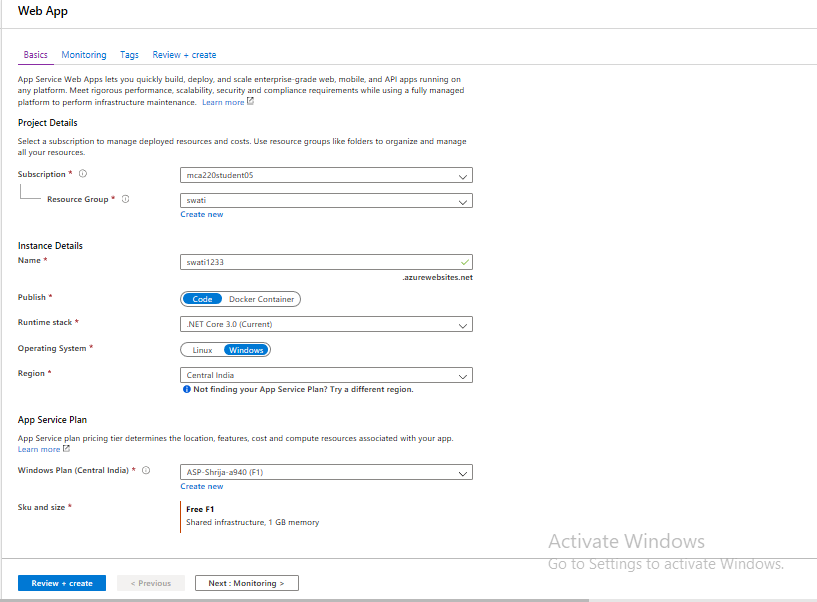 Web App
Basics Monitoring Tags Review + create
App Service Web Apps lets you quickly build, deploy, and scale enterprise-grade web, mobile, and API apps running on
any platform. Meet rigorous performance, scalability, security and compliance requirements while using a fully managed
platform to perform infrastructure maintenance. Learn more
Project Details
Select a subscription to manage deployed resources and costs. Use resource groups like folders to organize and manage
all your resources.
Subscription * mca220student05
Resource Group * swati
Create new
Instance Details
Name * swati1233
.azurewebsites.net
Publish * Code Docker Container
Runtime stack * .NET Core 3.0 (Current)
Operating System * Linux Windows
Region * Central India
Not finding your App Service Plan? Try a different region.
App Service Plan
App Service plan pricing tier determines the location, features, cost and compute resources associated with your app.
Learn more
Windows Plan (Central India) * ASP-Shrija-a940 (F1)
Create new
Sku and size * Free F1
Shared infrastructure, 1 GB memory
Activate Windows
Go to Settings to activate Windows.
Review + create < Previous Next : Monitoring >